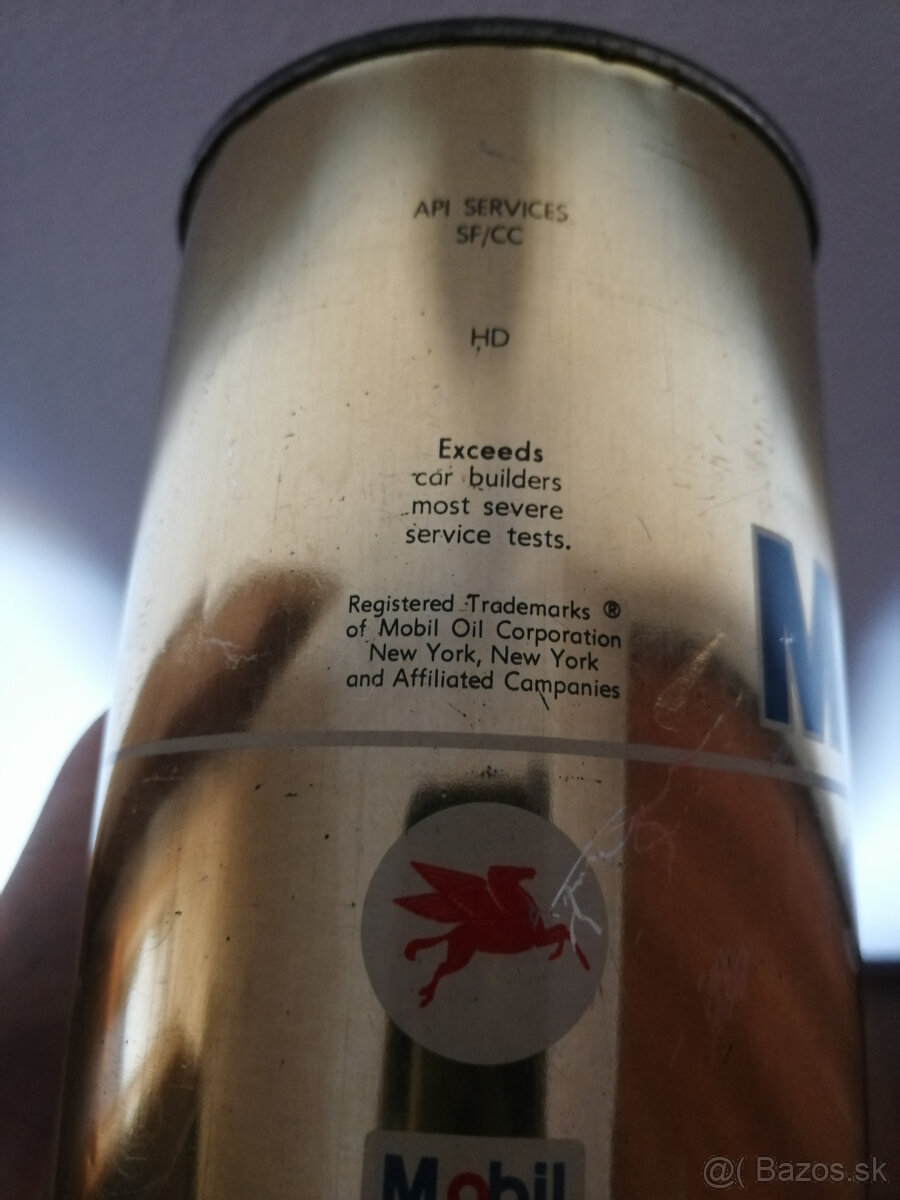 API SERVICES
SF/CC
HD
Exceeds
car builders
most severe
service tests.
Registered Trademarks ®
of Mobil Oil Corporation
New York, New York
and Affiliated Campanies
M
Mobil
@( Bazos.sk